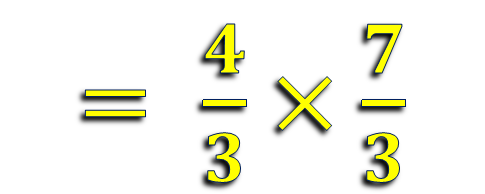 = 4/3 × 7/3